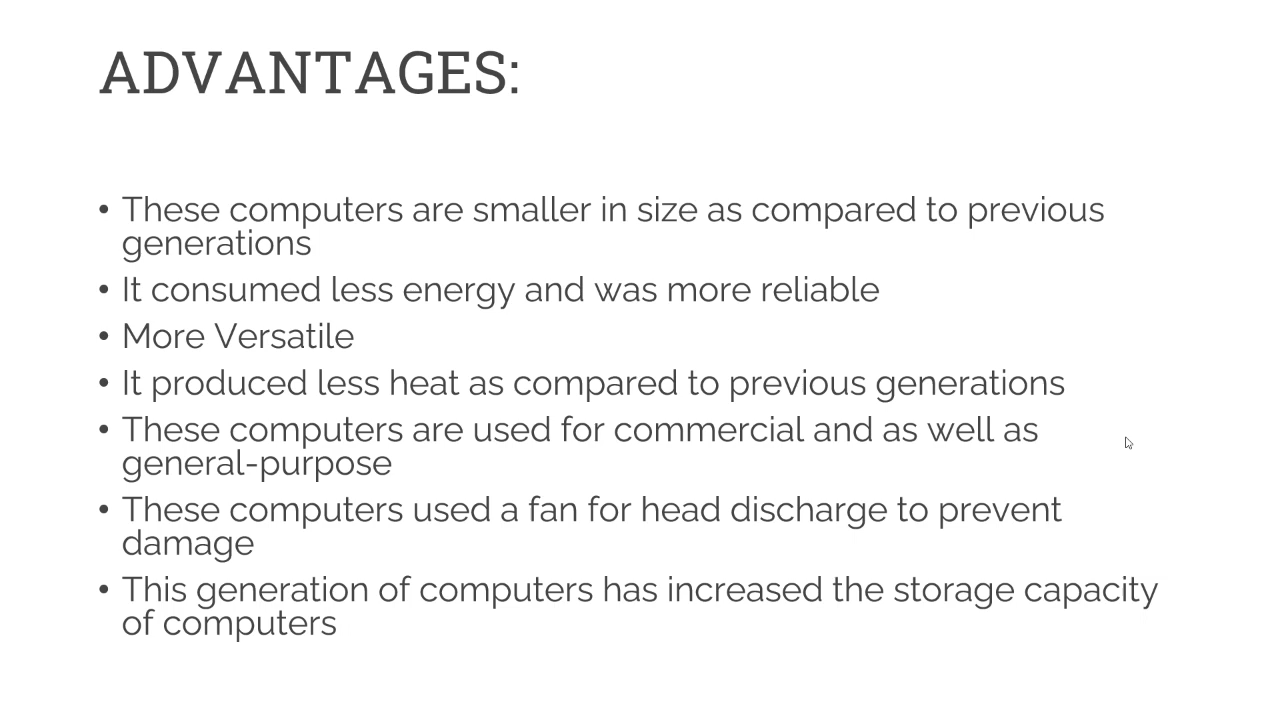 ADVANTAGES:
• These computers are smaller in size as compared to previous
generations
• It consumed less energy and was more reliable
• More Versatile
• It produced less heat as compared to previous generations
• These computers are used for commercial and as well as
general-purpose
• These computers used a fan for head discharge to prevent
damage
• This generation of computers has increased the storage capacity
of computers